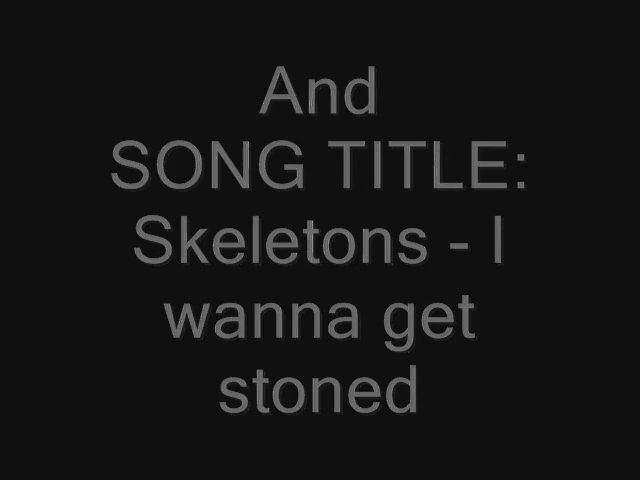 And
SONG TITLE:
Skeletons - I
wanna get
stoned